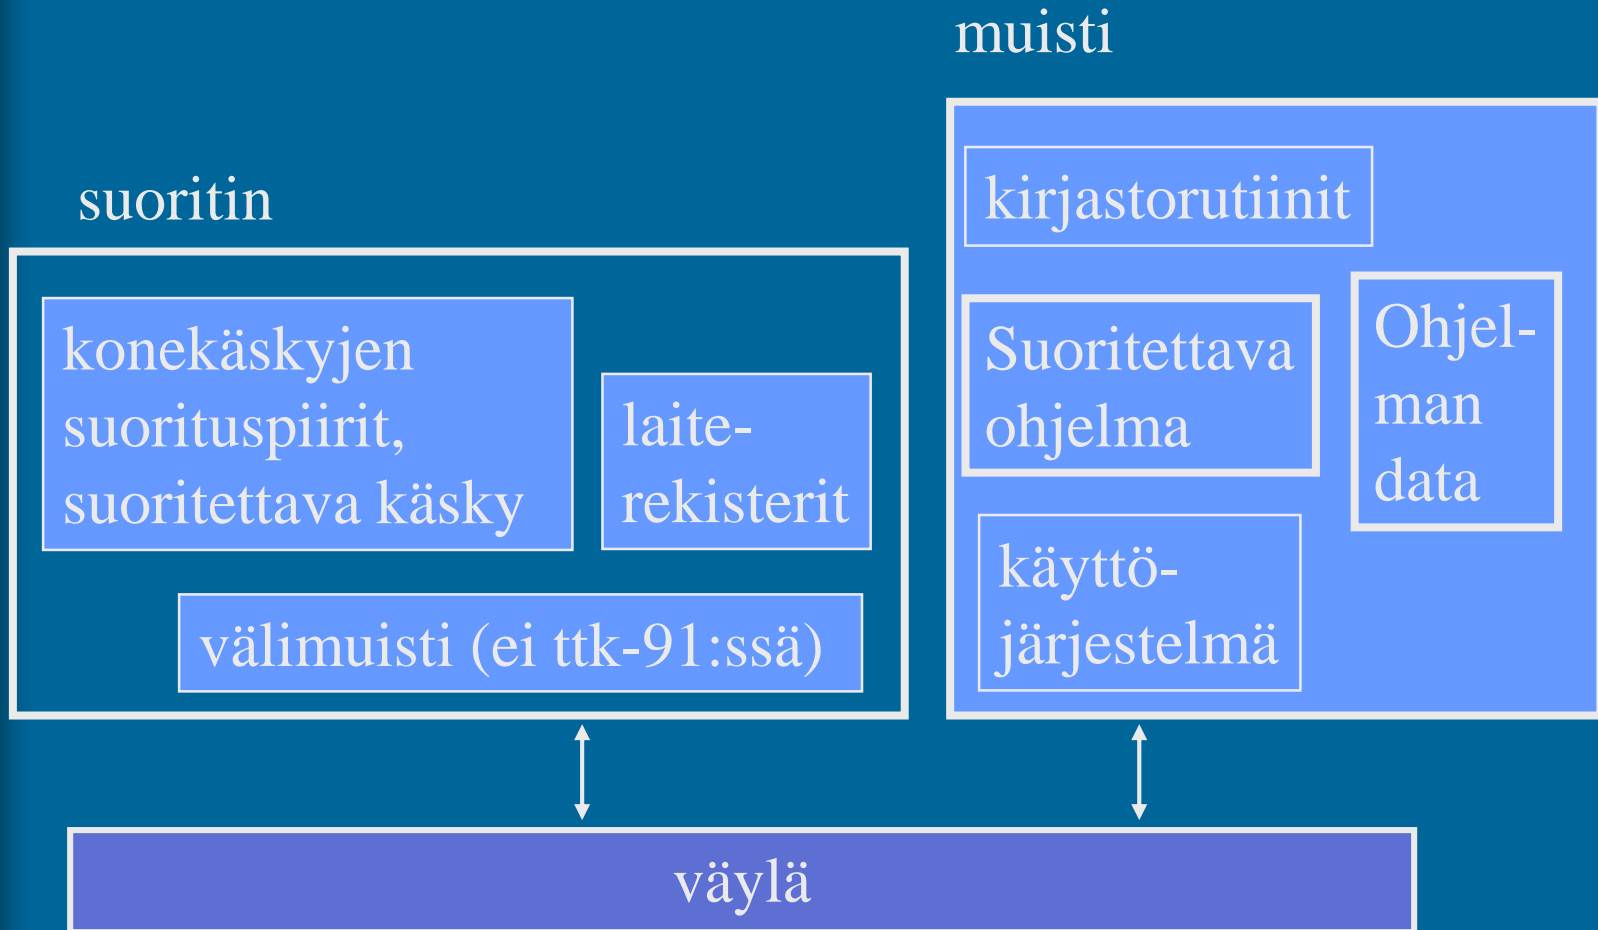 muisti
suoritin
kirjastorutiinit
konekäskyjen
suorituspiirit,
suoritettava käsky
laite-
rekisterit
välimuisti (ei ttk-91:ssä)
Suoritettava
ohjelma
Ohjel-
man
data
käyttö-
järjestelmä
väylä